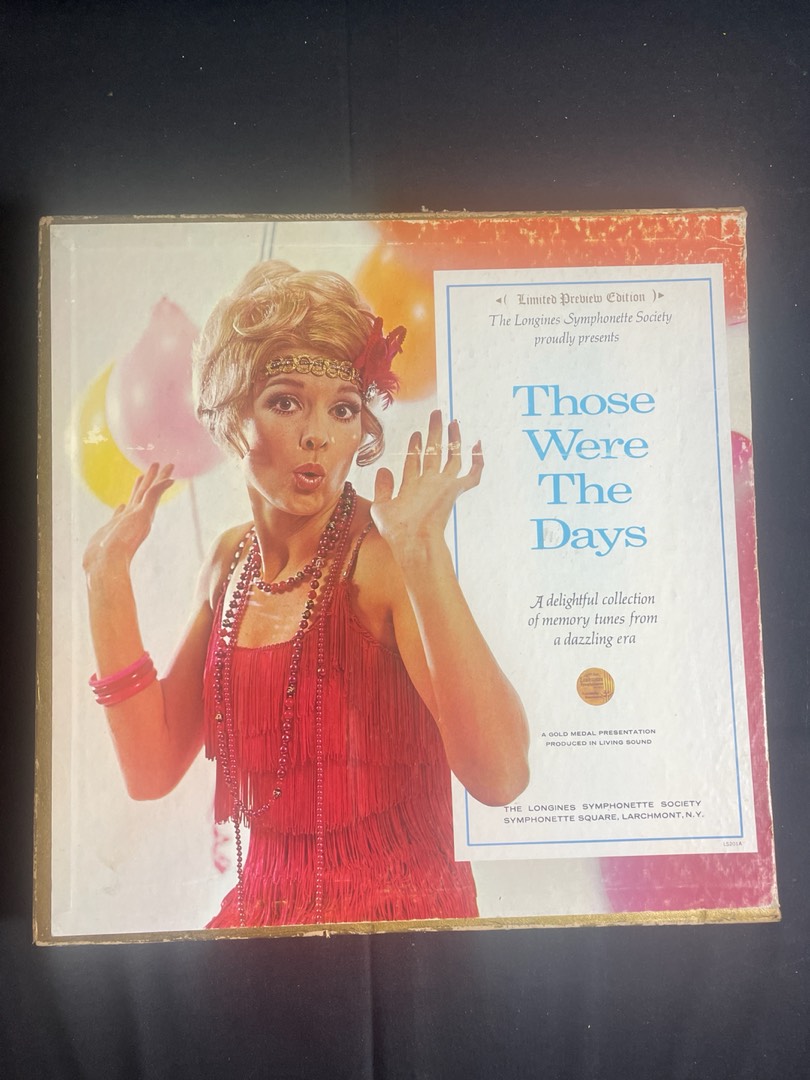 Limited Preview Edition
The Longines Symphonette Society
proudly presents
Those
Were
The
Days
A delightful collection
of memory tunes from
a dazzling era
A GOLD MEDAL PRESENTATION
PRODUCED IN LIVING SOUND
THE LONGINES SYMPHONETTE SOCIETY
SYMPHONETTE SQUARE, LARCHMONT, N.Y.